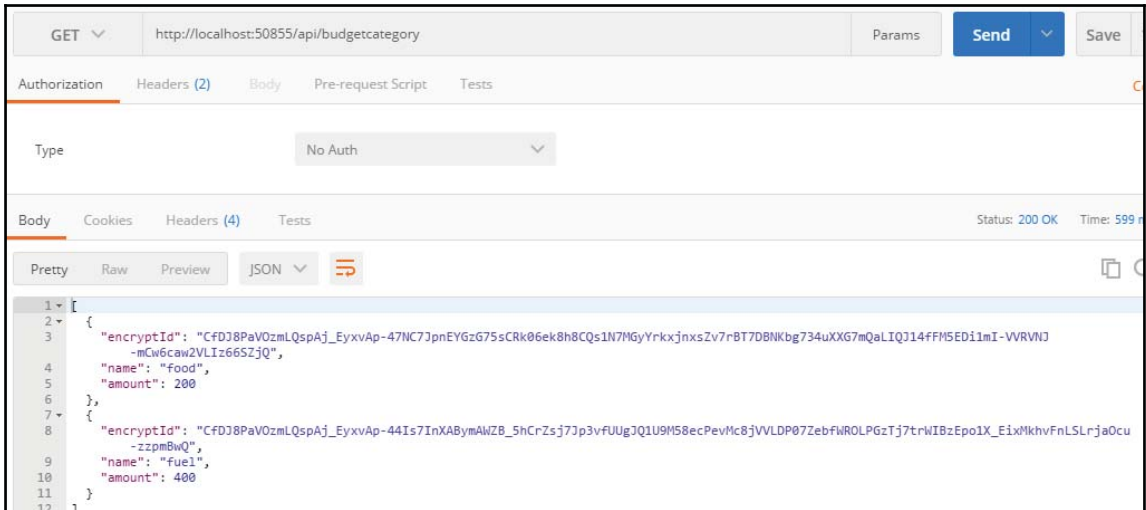 GET http://localhost:50855/api/budgetcategory Params Send Save
Authorization Headers (2) Body Pre-request Script Tests
Type No Auth
Body Cookies Headers (4) Tests Status: 200 OK Time: 599
Pretty Raw Preview JSON
1 [
2 {
3 "encryptId": "CfDJ8PaVOzmLQspAj_EyxvAp-47NC7JpnEYGzG75sCRk06ek8h8CQs1N7MGyYrkxjnxsZv7rBT7DBNKbg734uXXG7mQaLIQJ14fFM5EDi1mI-VVRVNJ
-mCw6caw2VLIz66SZjQ",
4 "name": "food",
5 "amount": 200
6 },
7 {
8 "encryptId": "CfDJ8PaVOzmLQspAj_EyxvAp-44Is7InXABymAWZB_5hCrZsj7Jp3vfUUgJQ1U9M58ecPevMc8jVVLDP07ZebfWROLPGzTj7trWIBzEpo1X_EixMkhvFnLSLrjaOcu
-zzpmBwQ",
9 "name": "fuel",
10 "amount": 400
11 }
12 ]